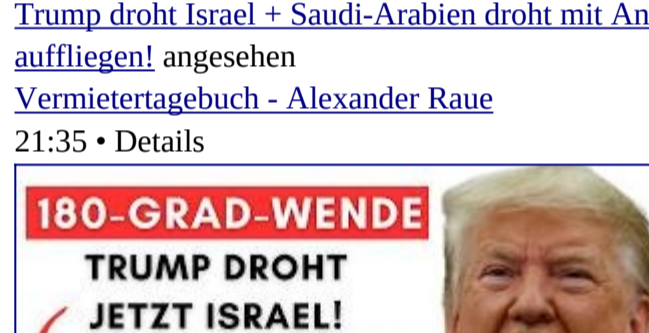 Trump droht Israel + Saudi-Arabien droht mit
auffliegen! angesehen
Vermietertagebuch - Alexander Raue
21:35 • Details
180-GRAD-WENDE
TRUMP DROHT
JETZT ISRAEL!